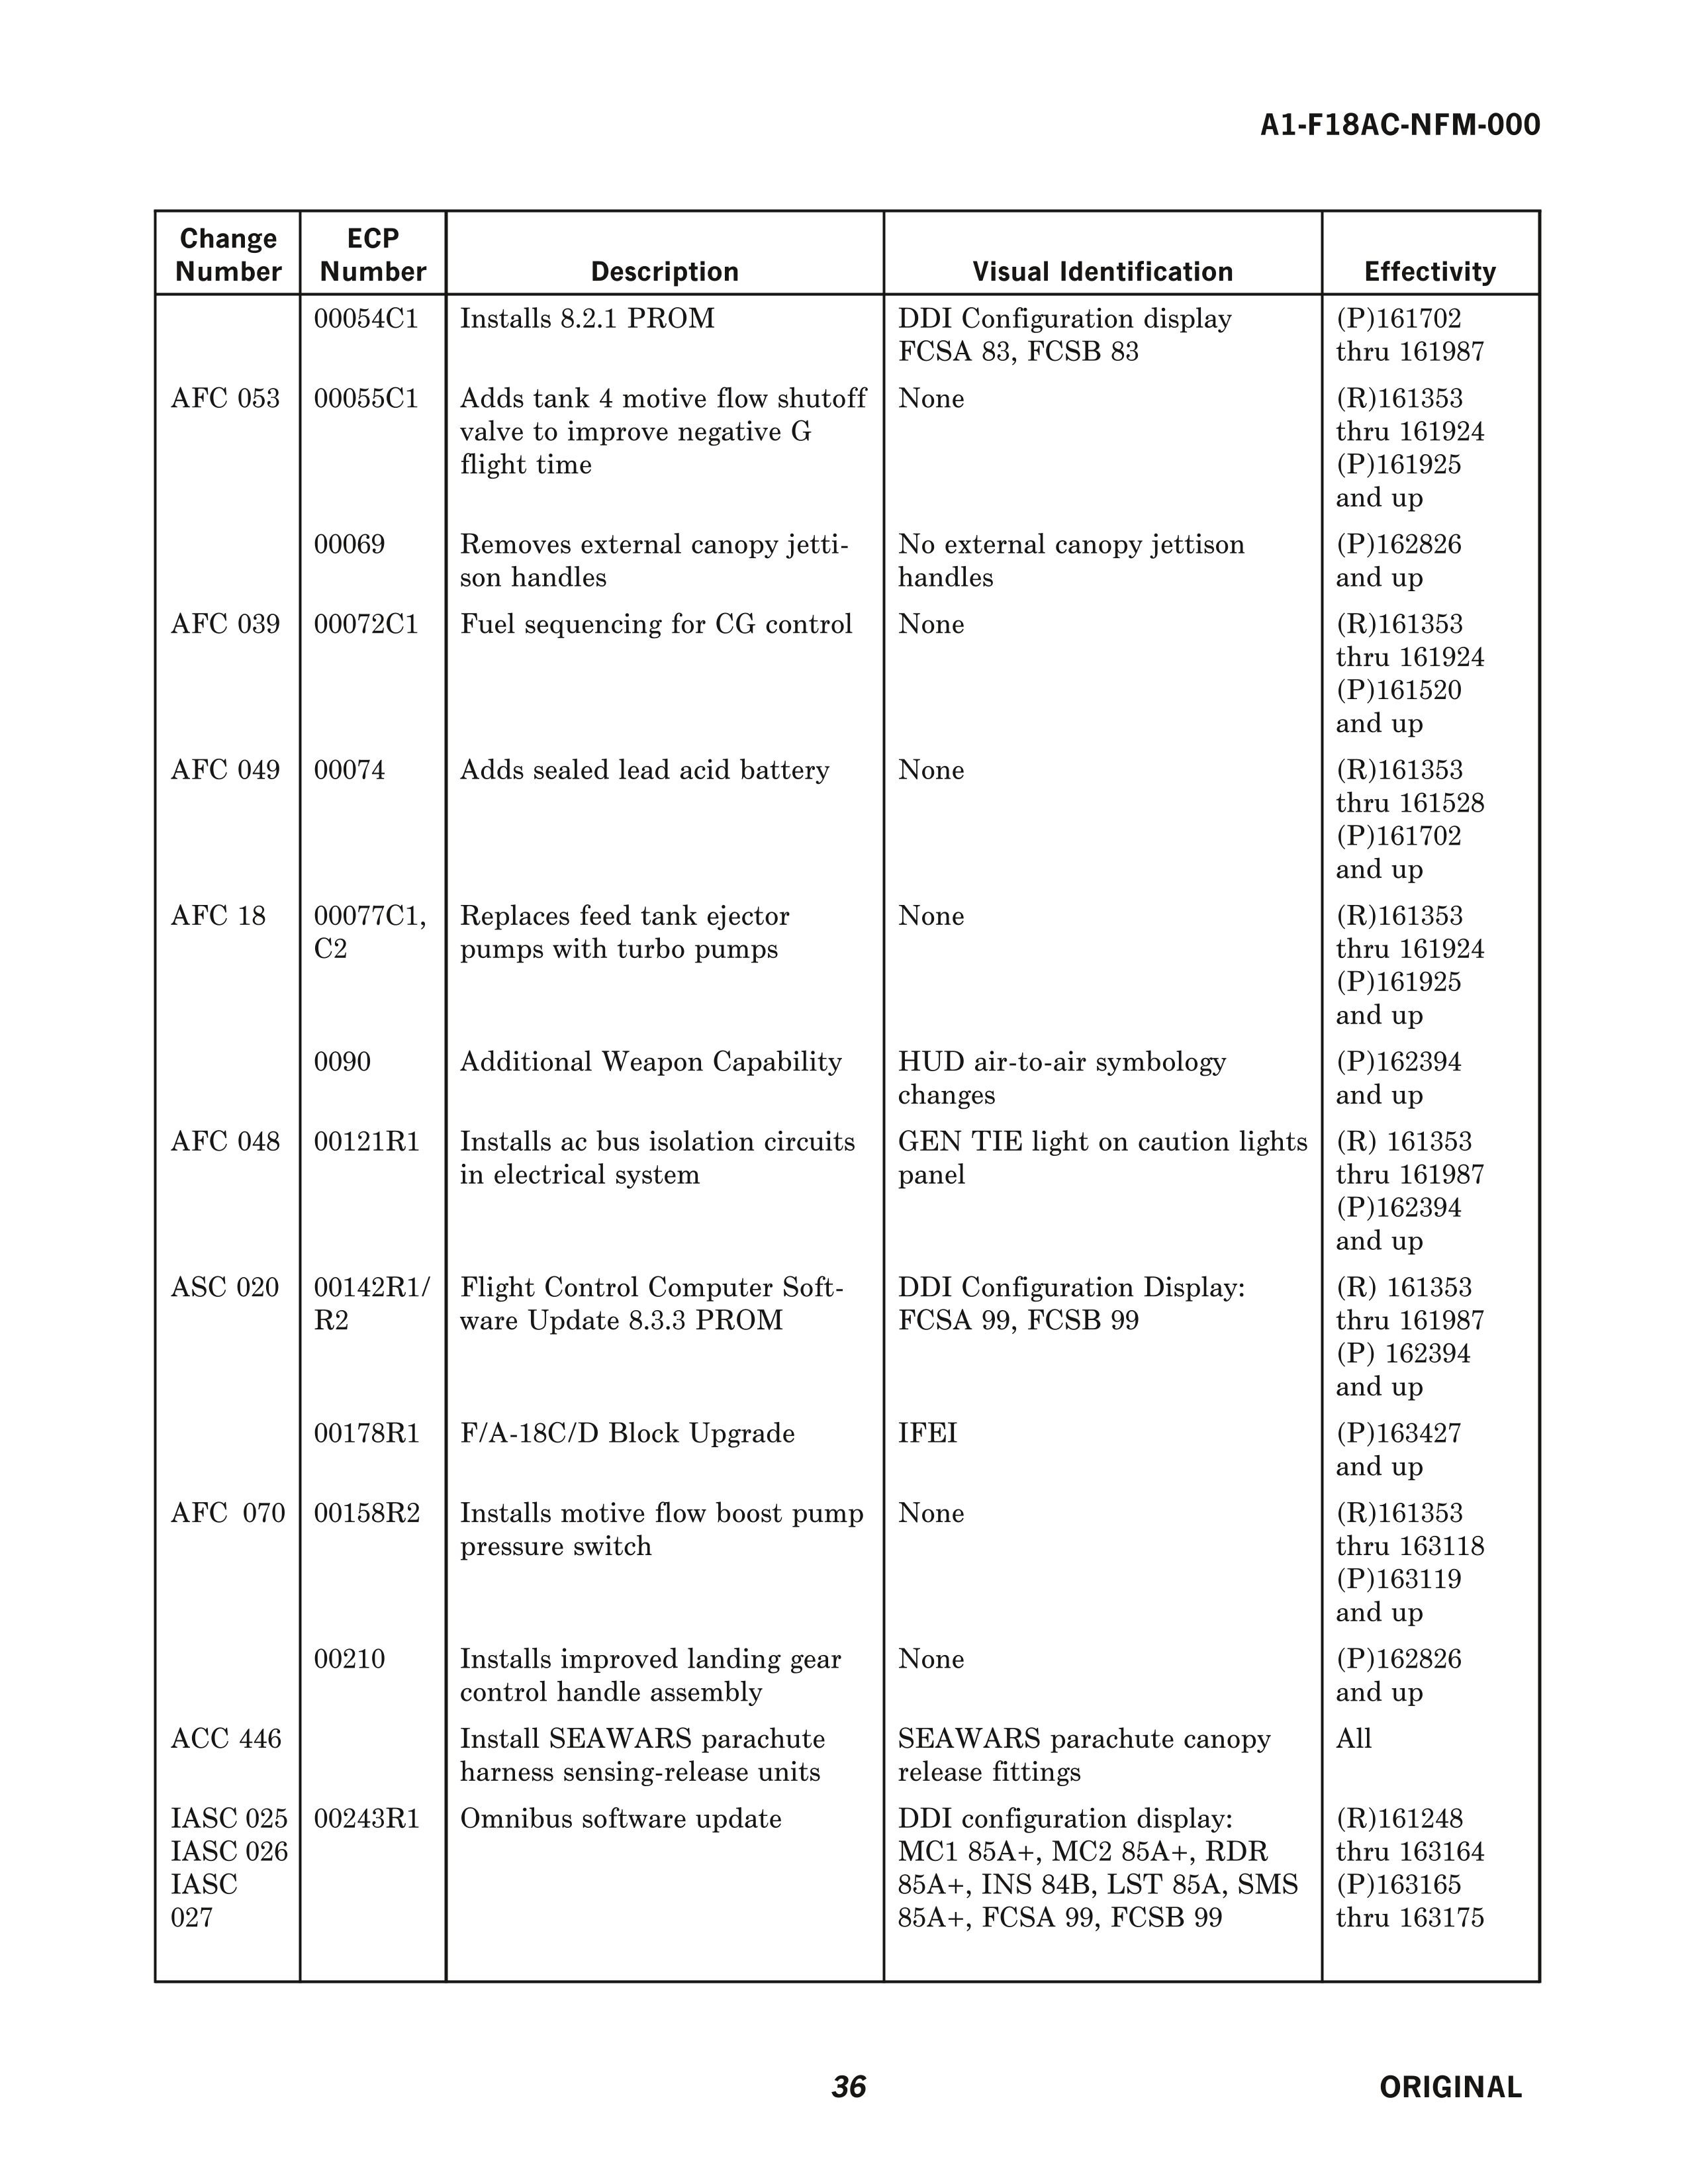 A1-F18AC-NFM-000
Change Number
ECP Number
Description
Visual Identification
Effectivity
00054C1
Installs 8.2.1 PROM
DDI Configuration display
FCSA 83, FCSB 83
(P)161702
thru 161987
AFC 053
00055C1
Adds tank 4 motive flow shutoff
valve to improve negative G
flight time
None
(R)161353
thru 161924
(P)161925
and up
00069
Removes external canopy jetti-
son handles
No external canopy jettison
handles
(P)162826
and up
AFC 039
00072C1
Fuel sequencing for CG control
None
(R)161353
thru 161924
(P)161520
and up
AFC 049
00074
Adds sealed lead acid battery
None
(R)161353
thru 161528
(P)161702
and up
AFC 18
00077C1,
C2
Replaces feed tank ejector
pumps with turbo pumps
None
(R)161353
thru 161924
(P)161925
and up
0090
Additional Weapon Capability
HUD air-to-air symbology
changes
(P)162394
and up
AFC 048
00121R1
Installs ac bus isolation circuits
in electrical system
GEN TIE light on caution lights
panel
(R) 161353
thru 161987
(P)162394
and up
ASC 020
00142R1/
R2
Flight Control Computer Soft-
ware Update 8.3.3 PROM
DDI Configuration Display:
FCSA 99, FCSB 99
(R) 161353
thru 161987
(P) 162394
and up
00178R1
F/A-18C/D Block Upgrade
IFEI
(P)163427
and up
AFC 070
00158R2
Installs motive flow boost pump
pressure switch
None
(R)161353
thru 163118
(P)163119
and up
00210
Installs improved landing gear
control handle assembly
None
(P)162826
and up
ACC 446
Install SEAWARS parachute
harness sensing-release units
SEAWARS parachute canopy
release fittings
All
IASC 025
IASC 026
IASC
027
00243R1
Omnibus software update
DDI configuration display:
MC1 85A+, MC2 85A+, RDR
85A+, INS 84B, LST 85A, SMS
85A+, FCSA 99, FCSB 99
(R)161248
thru 163164
(P)163165
thru 163175
36
ORIGINAL